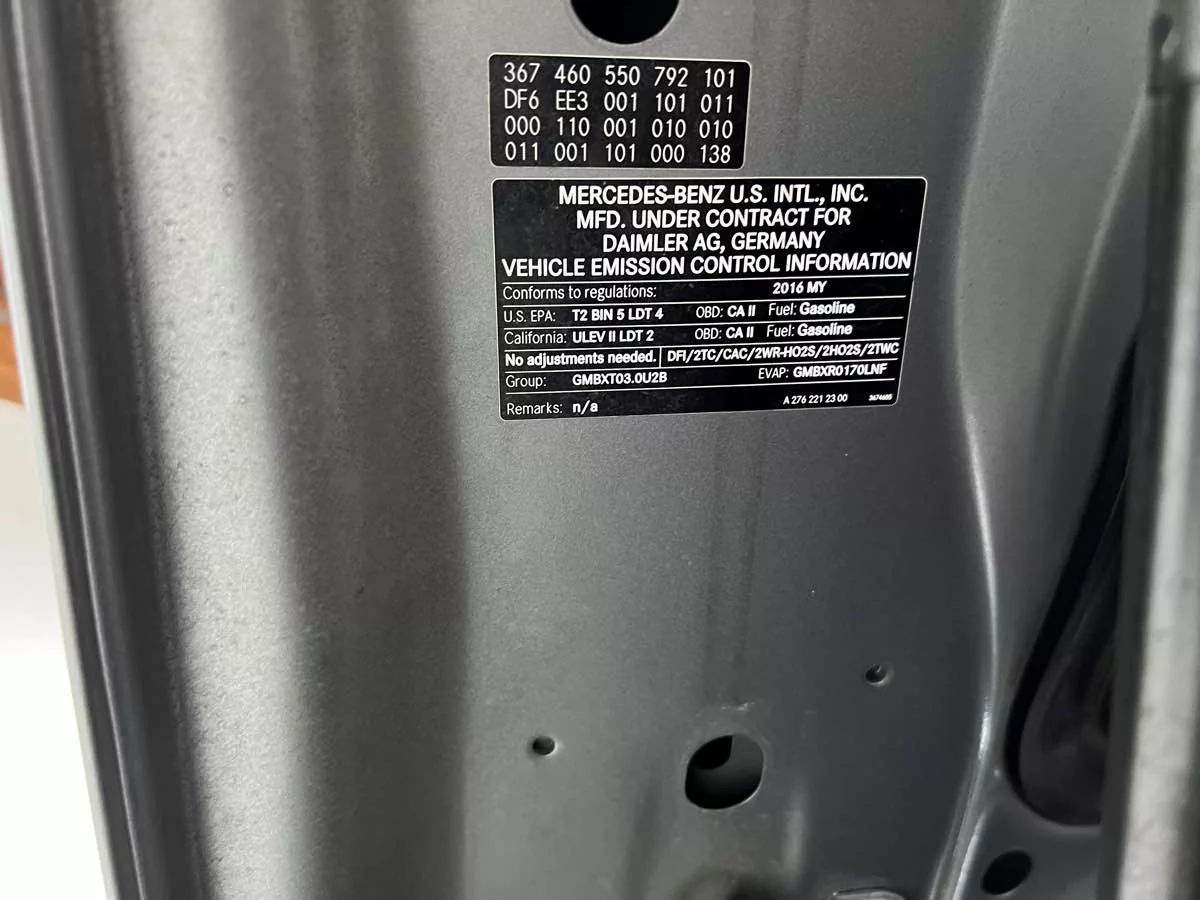 367 460 550 792 101
DF6 EE3 001 101 011
000 110 001 010 010
011 001 101 000 138
MERCEDES-BENZ U.S. INTL., INC.
MFD. UNDER CONTRACT FOR
DAIMLER AG, GERMANY
VEHICLE EMISSION CONTROL INFORMATION
Conforms to regulations: 2016 MY
U.S. EPA: T2 BIN 5 LDT 4 OBD: CA II Fuel: Gasoline
California: ULEV II LDT 2 OBD: CA II Fuel: Gasoline
No adjustments needed. DFI/2TC/CAC/2WR-HO2S/2HO2S/2TWC
Group: GMBXT03.0U2B EVAP: GMBXR0170LNF
Remarks: n/a A 276 221 23 00 3674605